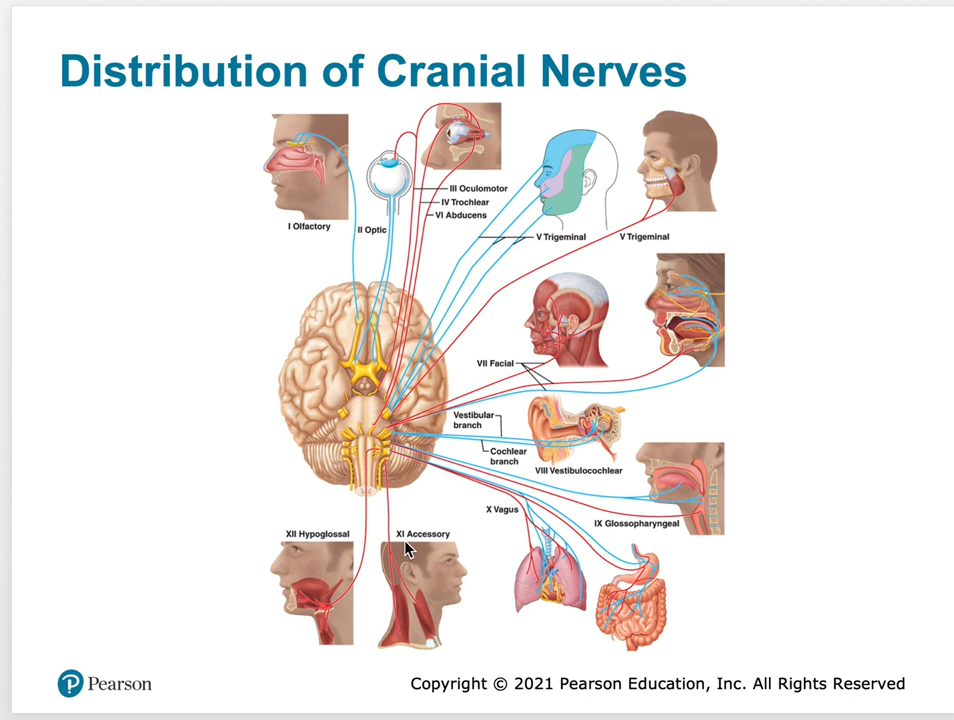 Distribution of Cranial Nerves
I Olfactory
II Optic
III Oculomotor
IV Trochlear
VI Abducens
V Trigeminal
V Trigeminal
VII Facial
Vestibular
branch
Cochlear
branch
VIII Vestibulocochlear
X Vagus
IX Glossopharyngeal
XII Hypoglossal
XI Accessory
P Pearson
Copyright © 2021 Pearson Education, Inc. All Rights Reserved